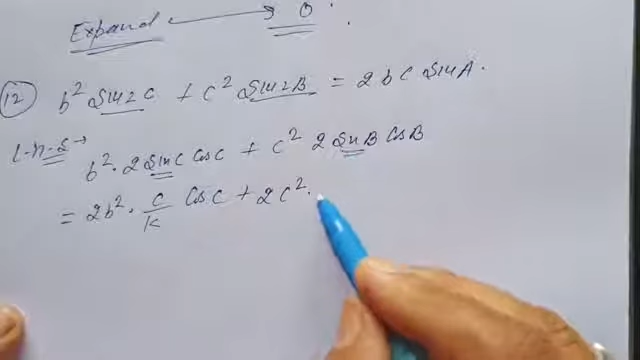 Expand → 0
12 b² Sin2C + c² Sin2B = 2bc SinA.
L.H.S → b² · 2 SinC CosC + c² 2 SinB CosB
= 2b² · c/k CosC + 2c² ·